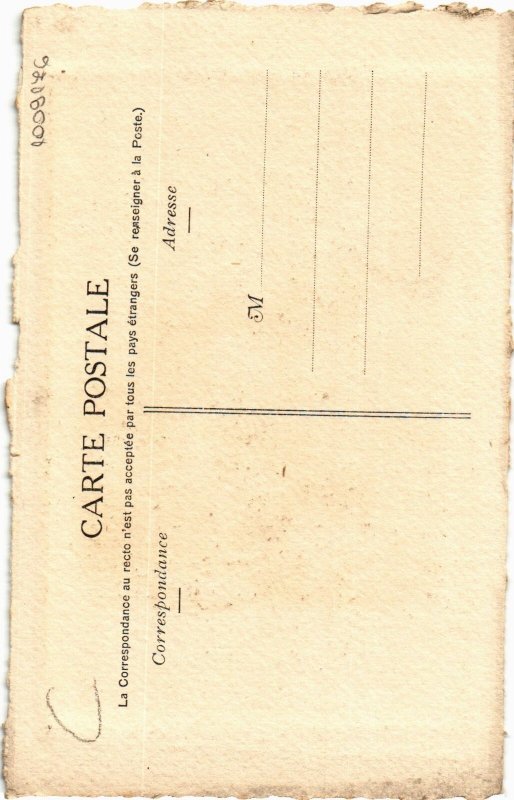 1009176
CARTE POSTALE
La Correspondance au recto n'est pas acceptée par tous les pays étrangers (Se renseigner à la Poste.)
Correspondance
Adresse
M